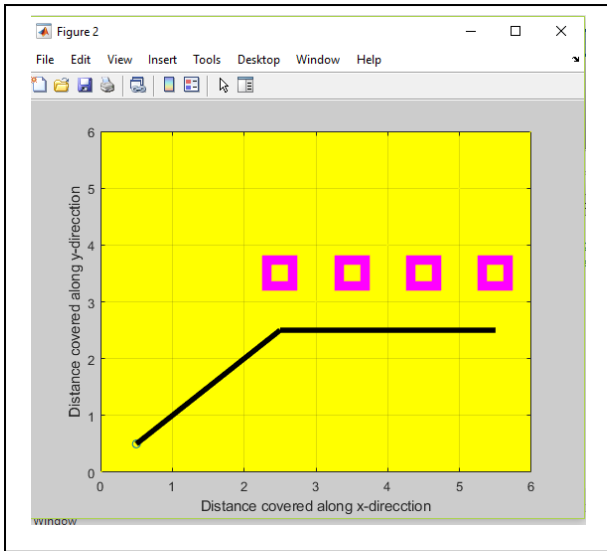 Figure 2
File Edit View Insert Tools Desktop Window Help
6
5
4
3
2
1
0
Distance covered along y-direcction
0 1 2 3 4 5 6
Distance covered along x-direcction
Window